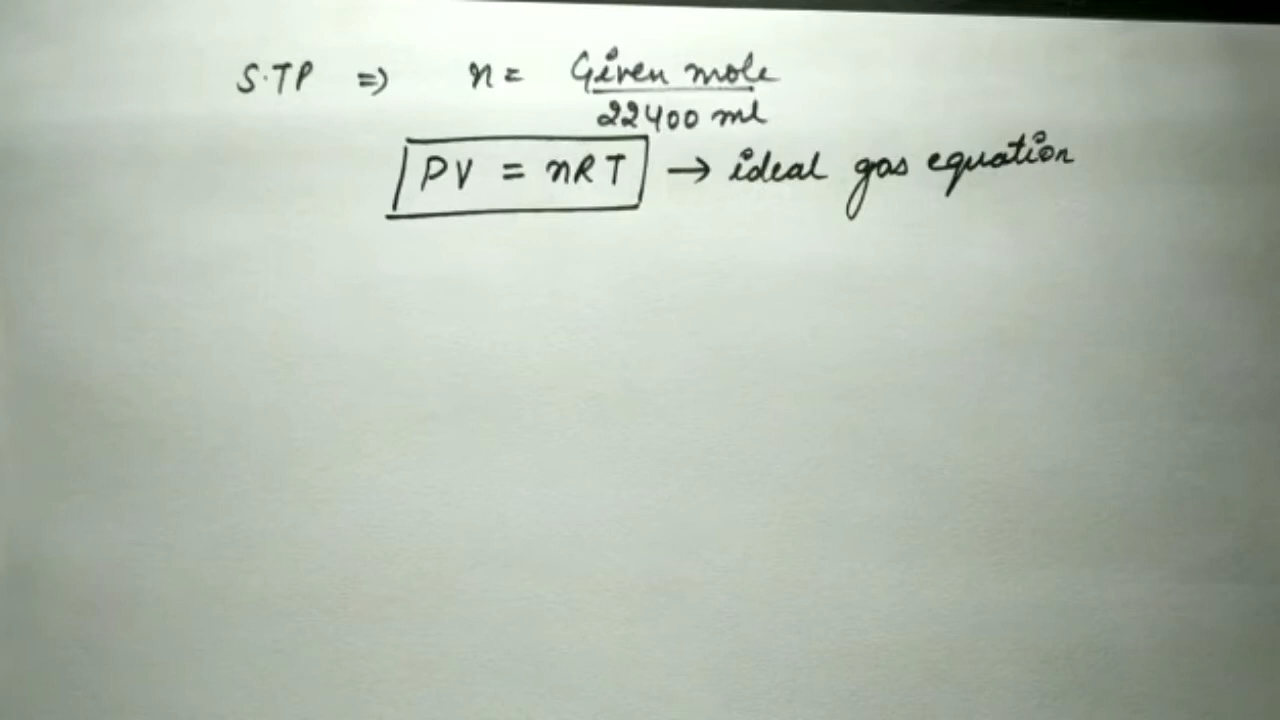 S.TP => n = Given mole / 22400 ml
PV = nRT → ideal gas equation